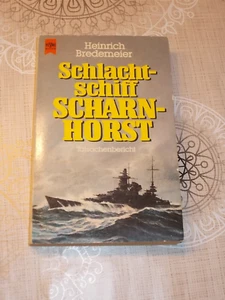 Heinrich
Bredemeier
Schlacht-
schiff
SCHARN-
HORST
Tatsachenbericht